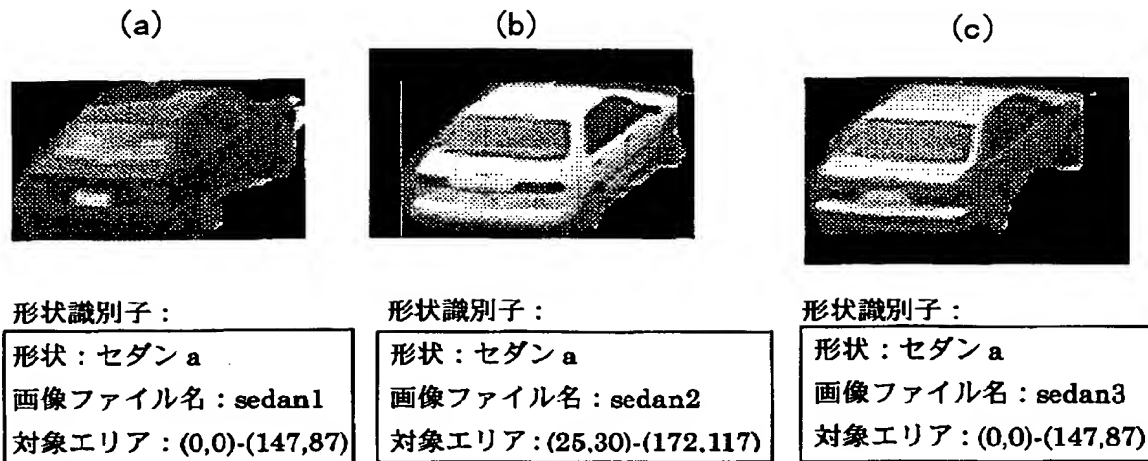 (a)
(b)
(c)
形状識別子：
形状：セダンa
画像ファイル名：sedan1
対象エリア：(0,0)-(147,87)
形状識別子：
形状：セダンa
画像ファイル名：sedan2
対象エリア：(25,30)-(172,117)
形状識別子：
形状：セダンa
画像ファイル名：sedan3
対象エリア：(0,0)-(147,87)